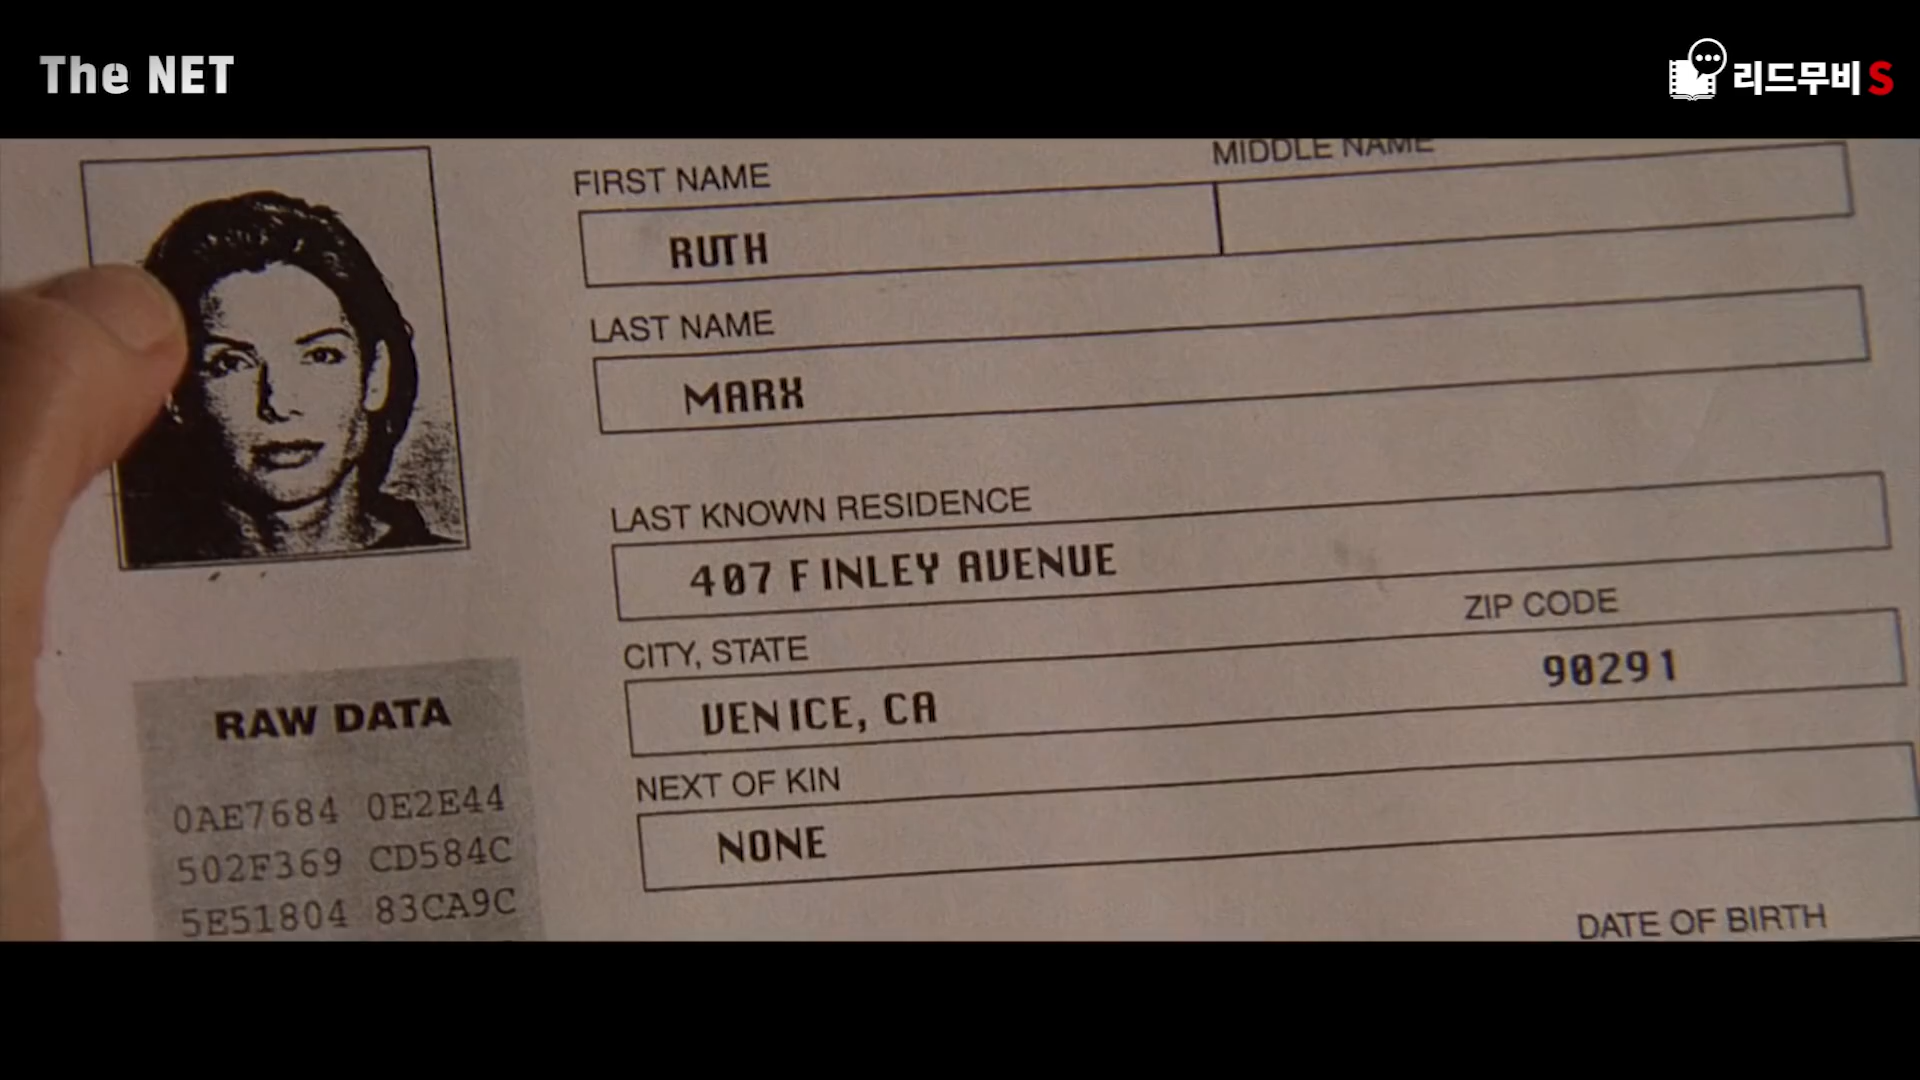 The NET
리드무비 S
FIRST NAME
MIDDLE NAME
RUTH
LAST NAME
MARX
LAST KNOWN RESIDENCE
407 FINLEY AVENUE
CITY, STATE
ZIP CODE
VENICE, CA
90291
NEXT OF KIN
NONE
DATE OF BIRTH
RAW DATA
0AE7684 0E2E44
502F369 CD584C
5E51804 83CA9C